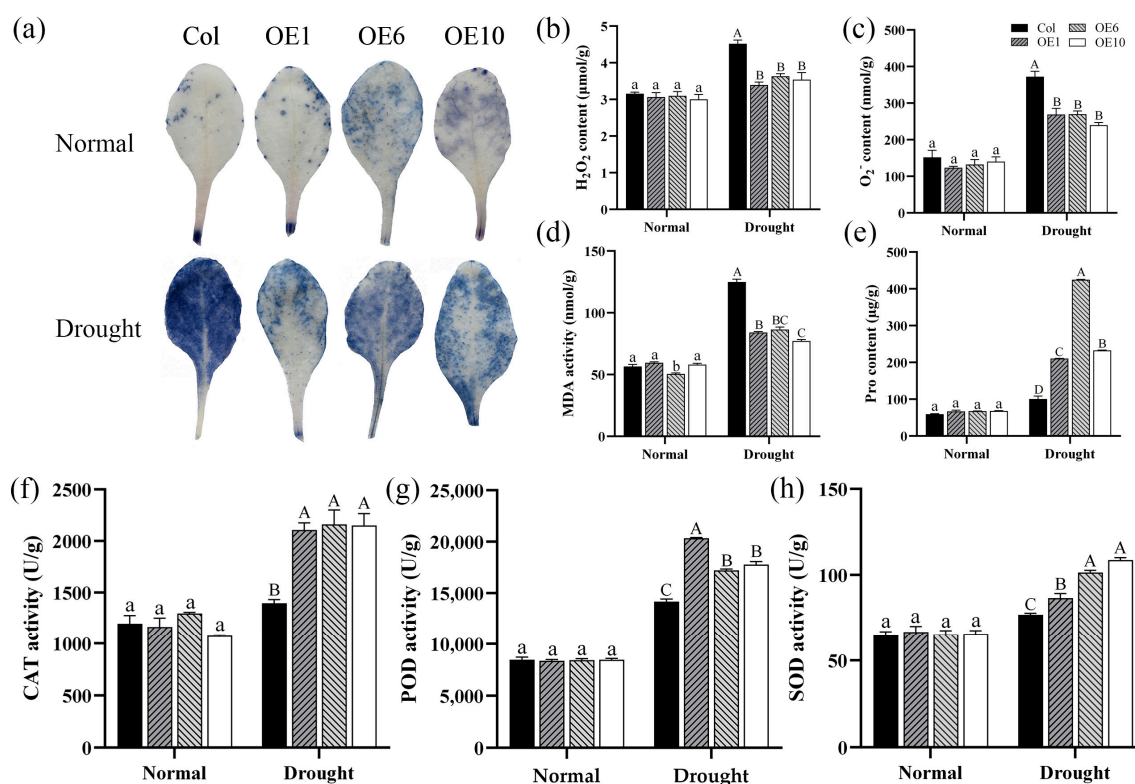 (a)
Col OE1 OE6 OE10
Normal
Drought
(b)
H₂O₂ content (μmol/g)
5
4
3
2
1
0
a a a a
A B B B
Normal Drought
(c)
Col OE6
OE1 OE10
O₂⁻ content (nmol/g)
500
400
300
200
100
0
a a a a
A B B B
Normal Drought
(d)
MDA activity (nmol/g)
150
100
50
0
a a b a
A B BC C
Normal Drought
(e)
Pro content (μg/g)
500
400
300
200
100
0
a a a a
D C A B
Normal Drought
(f)
CAT activity (U/g)
2500
2000
1500
1000
500
0
a a a a
B A A A
Normal Drought
(g)
POD activity (U/g)
25,000
20,000
15,000
10,000
5,000
0
a a a a
C A B B
Normal Drought
(h)
SOD activity (U/g)
150
100
50
0
a a a a
C B A A
Normal Drought